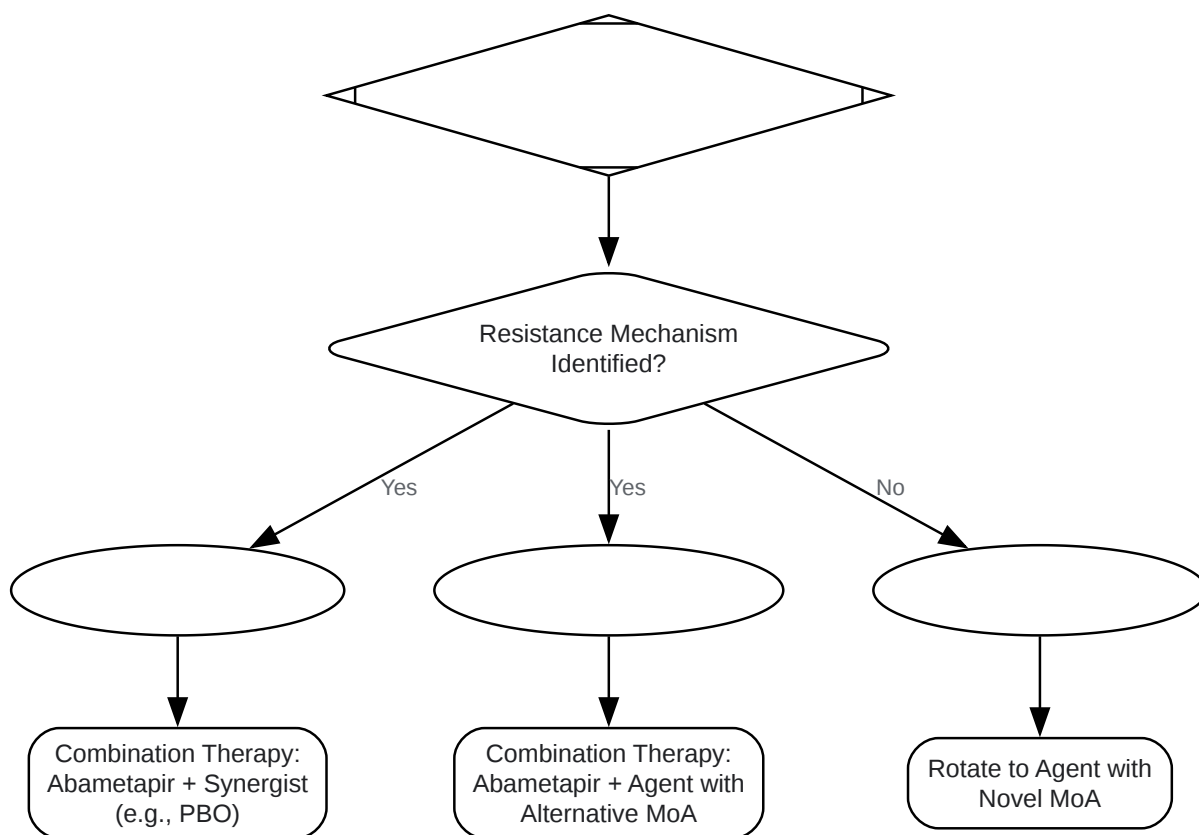 Resistance Mechanism
Identified?
Yes
Yes
No
Combination Therapy:
Abametapir + Synergist
(e.g., PBO)
Combination Therapy:
Abametapir + Agent with
Alternative MoA
Rotate to Agent with
Novel MoA